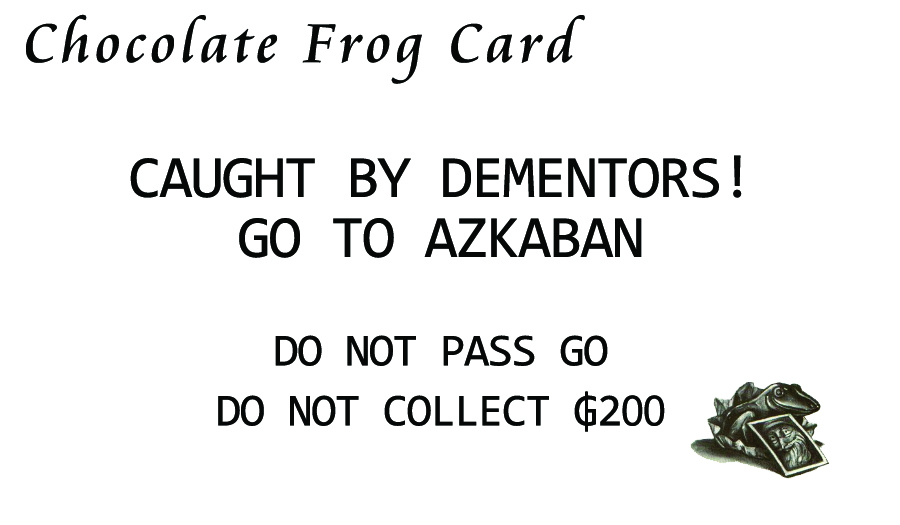 Chocolate Frog Card
CAUGHT BY DEMENTORS!
GO TO AZKABAN
DO NOT PASS GO
DO NOT COLLECT ₲200